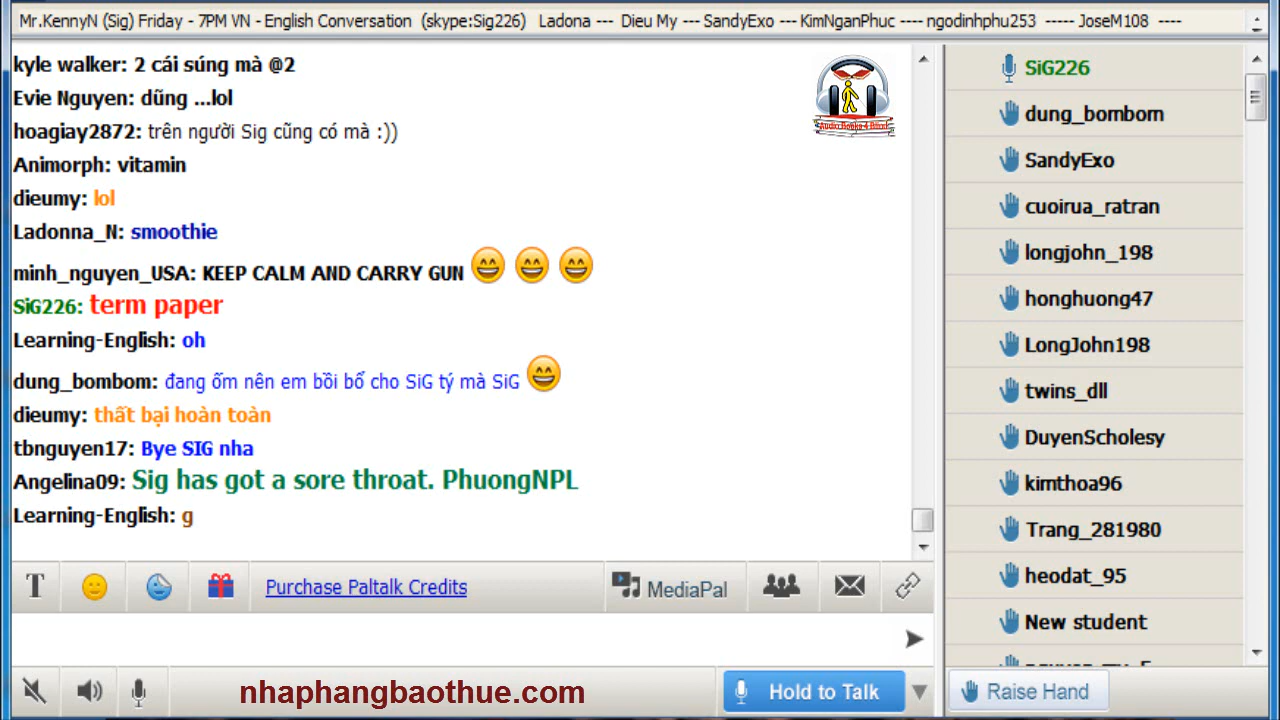 Mr.KennyN (Sig) Friday - 7PM VN - English Conversation (skype:Sig226) Ladona --- Dieu My --- SandyExo --- KimNganPhuc ---- ngodinhphu253 ----- JoseM108 ----
kyle walker: 2 cái súng mà @2
Evie Nguyen: dũng ...lol
hoagiay2872: trên người Sig cũng có mà :))
Animorph: vitamin
dieumy: lol
Ladonna_N: smoothie
minh_nguyen_USA: KEEP CALM AND CARRY GUN
SiG226: term paper
Learning-English: oh
dung_bombom: đang ốm nên em bồi bổ cho SiG tý mà SiG
dieumy: thất bại hoàn toàn
tbnguyen17: Bye SIG nha
Angelina09: Sig has got a sore throat. PhuongNPL
Learning-English: g
Audio Books 4 Blind
SiG226
dung_bombom
SandyExo
cuoirua_ratran
longjohn_198
honghuong47
LongJohn198
twins_dll
DuyenScholesy
kimthoa96
Trang_281980
heodat_95
New student
T
Purchase Paltalk Credits
MediaPal
nhaphangbaothue.com
Hold to Talk
Raise Hand